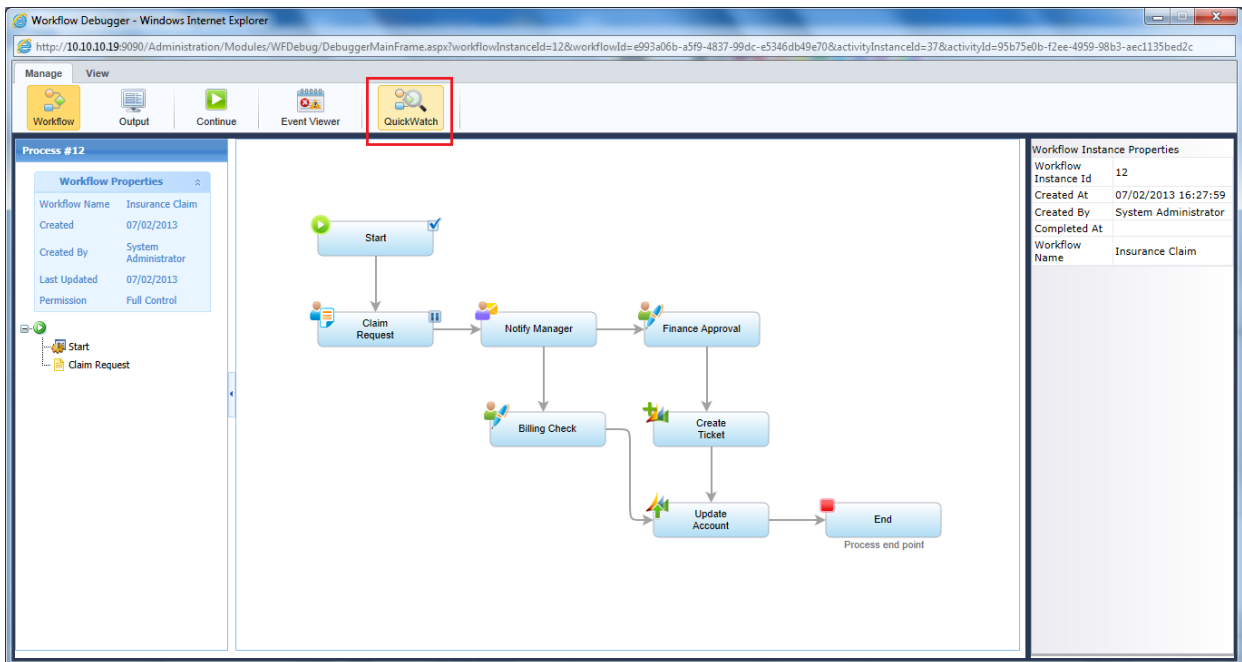 Workflow Debugger - Windows Internet Explorer
http://10.10.10.19:9090/Administration/Modules/WFDebug/DebuggerMainFrame.aspx?workflowInstanceId=12&workflowId=e993a06b-a5f9-4837-99dc-e5346db49e70&activityInstanceId=37&activityId=95b75e0b-f2ee-4959-98b3-aec1135bed2c
Manage View
Workflow Output Continue Event Viewer QuickWatch
Process #12
Workflow Properties
Workflow Name Insurance Claim
Created 07/02/2013
Created By System
Administrator
Last Updated 07/02/2013
Permission Full Control
Start
Claim Request
Start
Claim
Request
Notify Manager
Finance Approval
Billing Check
Create
Ticket
Update
Account
End
Process end point
Workflow Instance Properties
Workflow
Instance Id 12
Created At 07/02/2013 16:27:59
Created By System Administrator
Completed At
Workflow
Name Insurance Claim